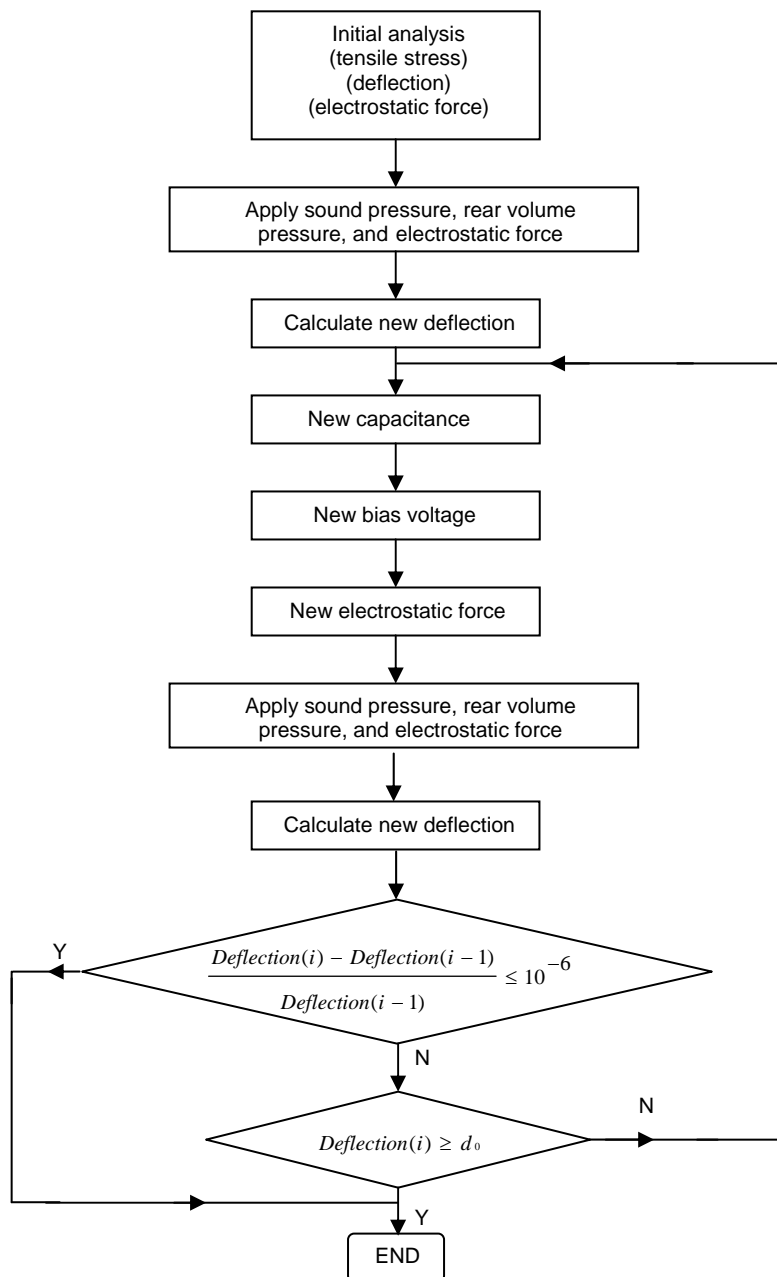 Initial analysis
(tensile stress)
(deflection)
(electrostatic force)
Apply sound pressure, rear volume
pressure, and electrostatic force
Calculate new deflection
New capacitance
New bias voltage
New electrostatic force
Apply sound pressure, rear volume
pressure, and electrostatic force
Calculate new deflection
Y
Deflection(i) − Deflection(i − 1)
≤ 10⁻⁶
Deflection(i − 1)
N
N
Deflection(i) ≥ d₀
Y
END